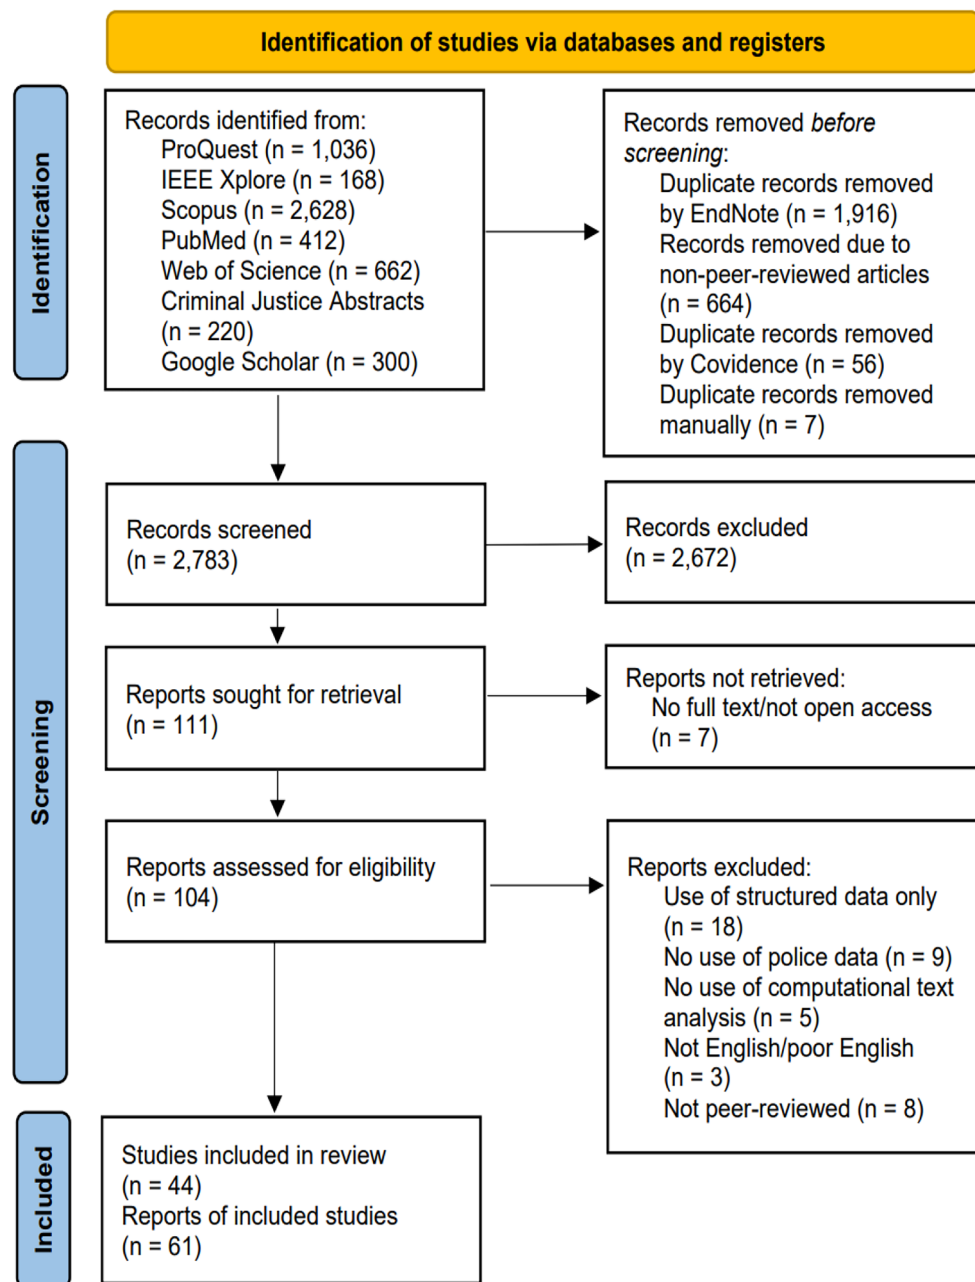 Identification of studies via databases and registers
Identification
Records identified from:
ProQuest (n = 1,036)
IEEE Xplore (n = 168)
Scopus (n = 2,628)
PubMed (n = 412)
Web of Science (n = 662)
Criminal Justice Abstracts
(n = 220)
Google Scholar (n = 300)
Records removed before
screening:
Duplicate records removed
by EndNote (n = 1,916)
Records removed due to
non-peer-reviewed articles
(n = 664)
Duplicate records removed
by Covidence (n = 56)
Duplicate records removed
manually (n = 7)
Screening
Records screened
(n = 2,783)
Records excluded
(n = 2,672)
Reports sought for retrieval
(n = 111)
Reports not retrieved:
No full text/not open access
(n = 7)
Reports assessed for eligibility
(n = 104)
Reports excluded:
Use of structured data only
(n = 18)
No use of police data (n = 9)
No use of computational text
analysis (n = 5)
Not English/poor English
(n = 3)
Not peer-reviewed (n = 8)
Included
Studies included in review
(n = 44)
Reports of included studies
(n = 61)